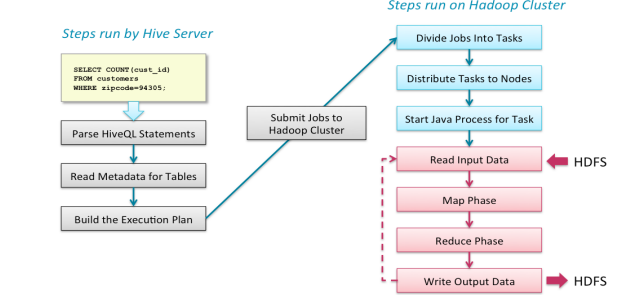 Steps run by Hive Server
SELECT COUNT(cust_id)
FROM customers
WHERE zipcode=94305;
Parse HiveQL Statements
Read Metadata for Tables
Build the Execution Plan
Submit Jobs to
Hadoop Cluster
Steps run on Hadoop Cluster
Divide Jobs Into Tasks
Distribute Tasks to Nodes
Start Java Process for Task
Read Input Data
HDFS
Map Phase
Reduce Phase
Write Output Data
HDFS